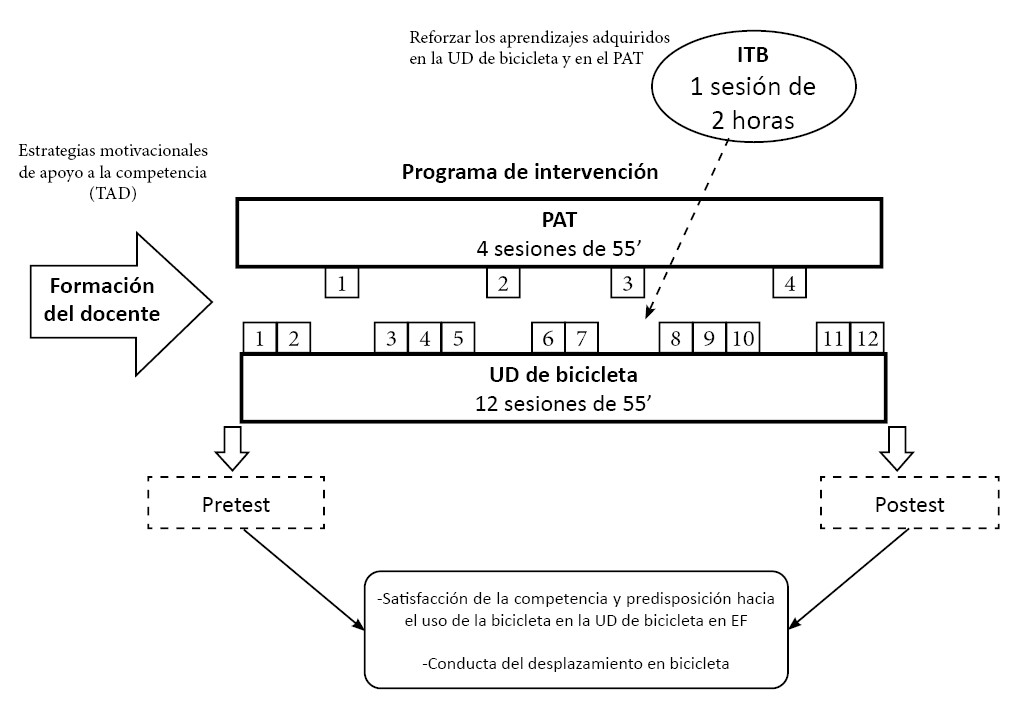 Reforzar los aprendizajes adquiridos
en la UD de bicicleta y en el PAT
ITB
1 sesión de
2 horas
Estrategias motivacionales
de apoyo a la competencia
(TAD)
Programa de intervención
PAT
4 sesiones de 55’
1 2 3 4
Formación
del docente
1 2 3 4 5 6 7 8 9 10 11 12
UD de bicicleta
12 sesiones de 55’
Pretest
Postest
-Satisfacción de la competencia y predisposición hacia
el uso de la bicicleta en la UD de bicicleta en EF
-Conducta del desplazamiento en bicicleta